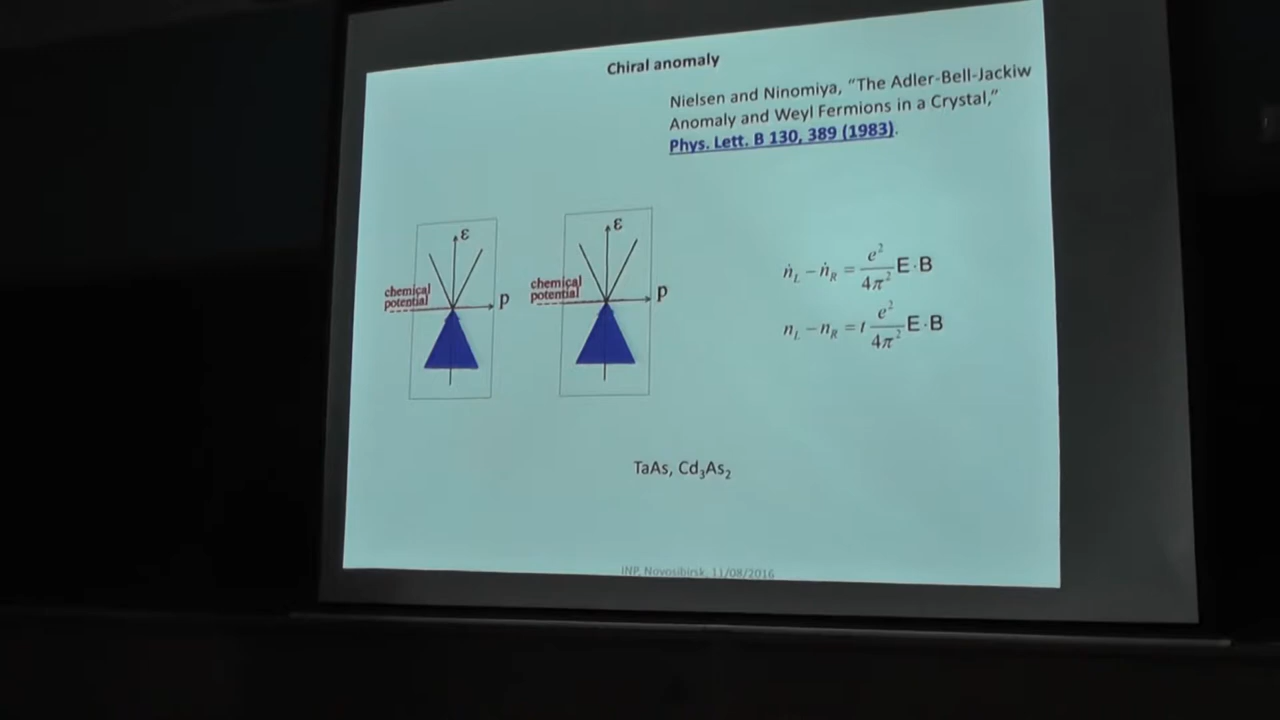 Chiral anomaly
Nielsen and Ninomiya, “The Adler-Bell-Jackiw
Anomaly and Weyl Fermions in a Crystal,”
Phys. Lett. B 130, 389 (1983).
ε
chemical
potential
p
ε
chemical
potential
p
ṅ_L − ṅ_R = e²/4π² E·B
n_L − n_R = t e²/4π² E·B
TaAs, Cd₃As₂
INP, Novosibirsk, 11/08/2016